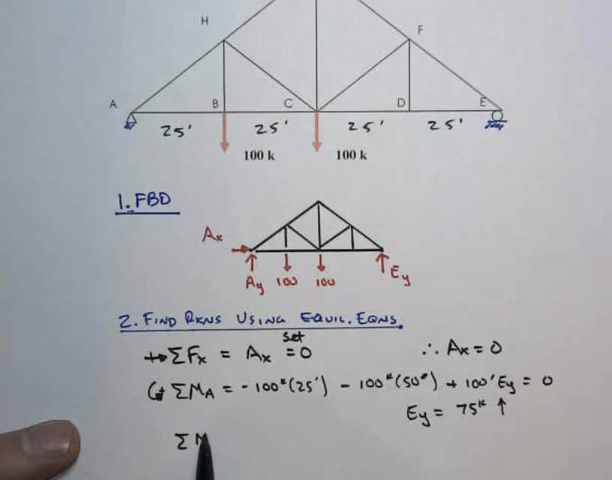 H
F
A
B
C
D
E
25' 25' 25' 25'
100 k 100 k
1. FBD
Ax
Ay 100 100 Ey
2. FIND RXNS USING EQUIL. EQNS.
set
→+ ΣFx = Ax = 0 ∴ Ax = 0
↺+ ΣMA = -100ᵏ(25') - 100ᵏ(50') + 100'Ey = 0
Ey = 75ᵏ ↑
Σ M